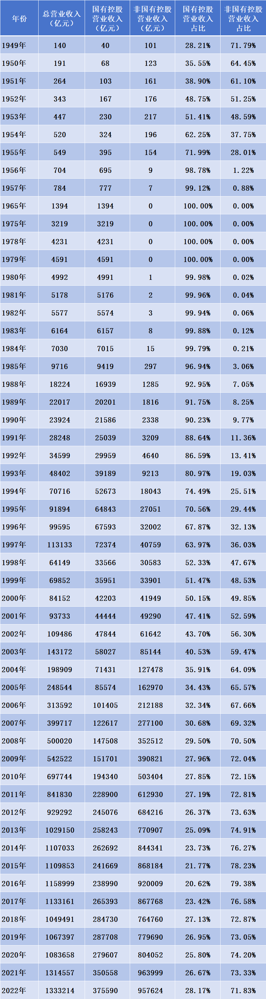 年份 总营业收入（亿元） 国有控股营业收入（亿元） 非国有控股营业收入（亿元） 国有控股营业收入占比 非国有控股营业收入占比
1949年 140 40 101 28.21% 71.79%
1950年 191 68 123 35.55% 64.45%
1951年 264 103 161 38.90% 61.10%
1952年 343 167 176 48.75% 51.25%
1953年 447 230 217 51.41% 48.59%
1954年 520 324 196 62.25% 37.75%
1955年 549 395 154 71.99% 28.01%
1956年 704 695 9 98.78% 1.22%
1957年 784 777 7 99.12% 0.88%
1965年 1394 1394 0 100.00% 0.00%
1975年 3219 3219 0 100.00% 0.00%
1978年 4231 4231 0 100.00% 0.00%
1979年 4591 4591 0 100.00% 0.00%
1980年 4992 4991 1 99.98% 0.02%
1981年 5178 5176 2 99.96% 0.04%
1982年 5577 5574 3 99.94% 0.06%
1983年 6164 6157 8 99.88% 0.12%
1984年 7030 7015 15 99.79% 0.21%
1985年 9716 9419 297 96.94% 3.06%
1988年 18224 16939 1285 92.95% 7.05%
1989年 22017 20201 1816 91.75% 8.25%
1990年 23924 21586 2338 90.23% 9.77%
1991年 28248 25039 3209 88.64% 11.36%
1992年 34599 29959 4640 86.59% 13.41%
1993年 48402 39189 9213 80.97% 19.03%
1994年 70716 52673 18043 74.49% 25.51%
1995年 91894 64843 27051 70.56% 29.44%
1996年 99595 67593 32002 67.87% 32.13%
1997年 113133 72374 40759 63.97% 36.03%
1998年 64149 33566 30583 52.33% 47.67%
1999年 69852 35951 33901 51.47% 48.53%
2000年 84152 42203 41949 50.15% 49.85%
2001年 93733 44444 49290 47.41% 52.59%
2002年 109486 47844 61642 43.70% 56.30%
2003年 143172 58027 85144 40.53% 59.47%
2004年 198909 71431 127478 35.91% 64.09%
2005年 248544 85574 162970 34.43% 65.57%
2006年 313592 101405 212188 32.34% 67.66%
2007年 399717 122617 277100 30.68% 69.32%
2008年 500020 147508 352512 29.50% 70.50%
2009年 542522 151701 390821 27.96% 72.04%
2010年 697744 194340 503404 27.85% 72.15%
2011年 841830 228900 612930 27.19% 72.81%
2012年 929292 245076 684216 26.37% 73.63%
2013年 1029150 258243 770907 25.09% 74.91%
2014年 1107033 262692 844341 23.73% 76.27%
2015年 1109853 241669 868184 21.77% 78.23%
2016年 1158999 238990 920009 20.62% 79.38%
2017年 1133161 265393 867768 23.42% 76.58%
2018年 1049491 284730 764760 27.13% 72.87%
2019年 1067397 287708 779690 26.95% 73.05%
2020年 1083658 279607 804052 25.80% 74.20%
2021年 1314557 350558 963999 26.67% 73.33%
2022年 1333214 375590 957624 28.17% 71.83%